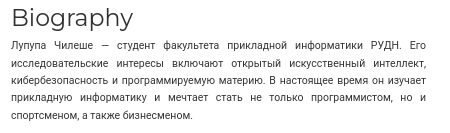 Biography
Лупупа Чилеше — студент факультета прикладной информатики РУДН. Его
исследовательские интересы включают открытый искусственный интеллект,
кибербезопасность и программируемую материю. В настоящее время он изучает
прикладную информатику и мечтает стать не только программистом, но и
спортсменом, а также бизнесменом.